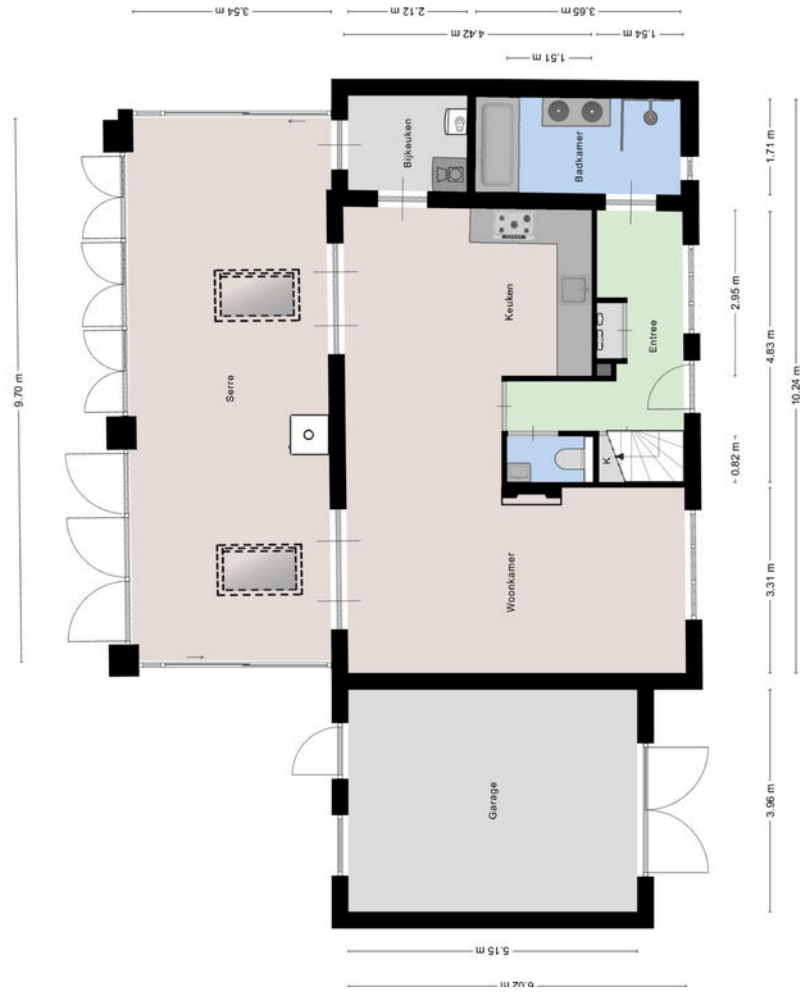 3.54 m
2.12 m
3.65 m
4.42 m
1.54 m
1.51 m
Bijkeuken
Badkamer
1.71 m
Keuken
2.95 m
Entree
4.83 m
9.70 m
Serre
10.24 m
K
0.82 m
Woonkamer
3.31 m
Garage
3.96 m
5.15 m
6.02 m